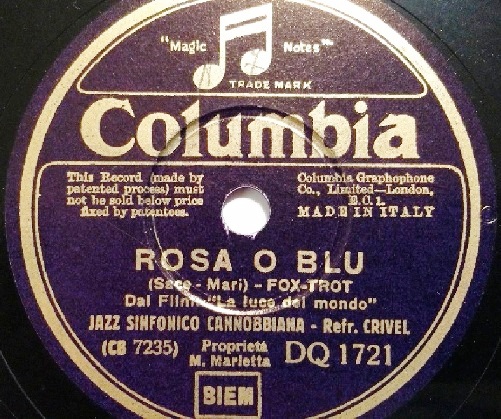 "Magic Notes"
TRADE MARK
Columbia
This Record (made by
patented process) must
not be sold below price
fixed by patentees.
Columbia Graphophone
Co., Limited—London,
E.C.1.
MADE IN ITALY
ROSA O BLU
(Sace - Mari) - FOX-TROT
Dal Film: "La luce del mondo"
JAZZ SINFONICO CANNOBBIANA - Refr. CRIVEL
(CB 7235) Proprietà
M. Marletta DQ 1721
BIEM